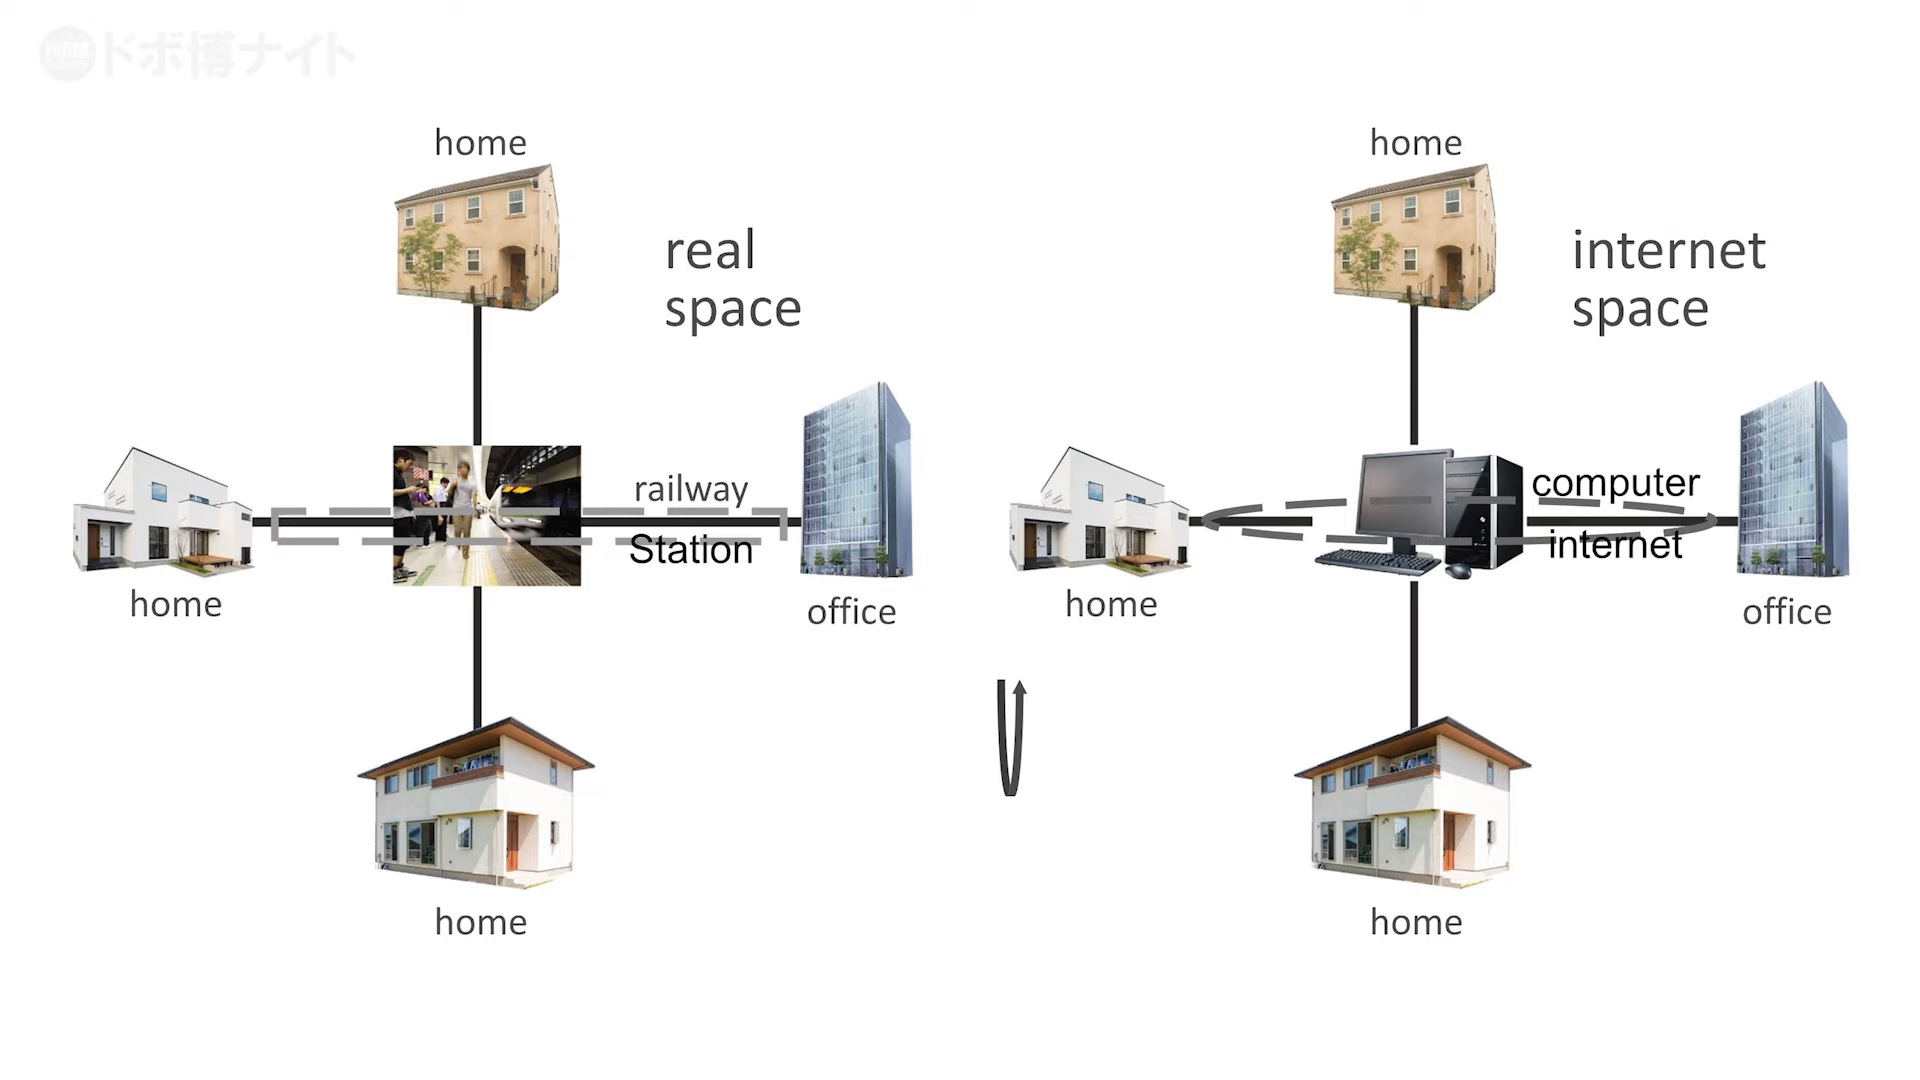 ドボ博ナイト
home
home
real
space
internet
space
railway
Station
computer
internet
home
office
home
office
home
home